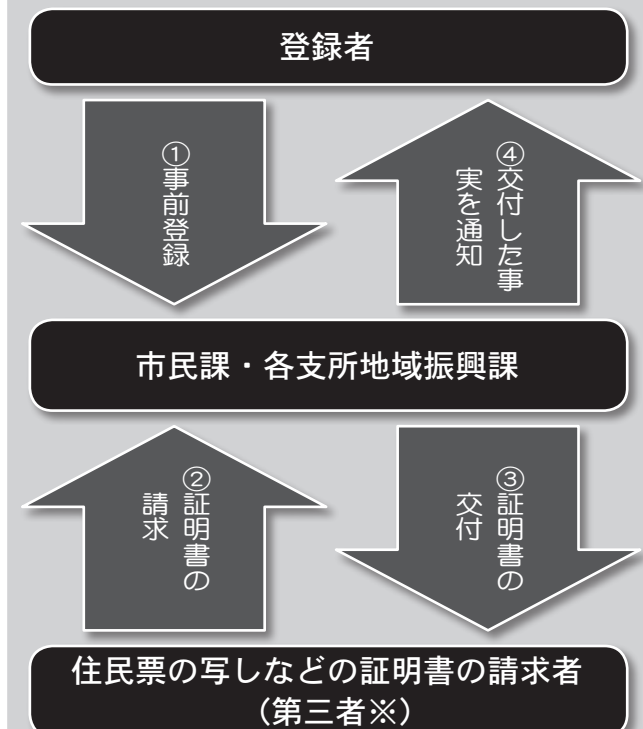 登録者
①事前登録
④交付した事
実を通知
市民課・各支所地域振興課
②証明書の
請求
③証明書の
交付
住民票の写しなどの証明書の請求者
(第三者※)